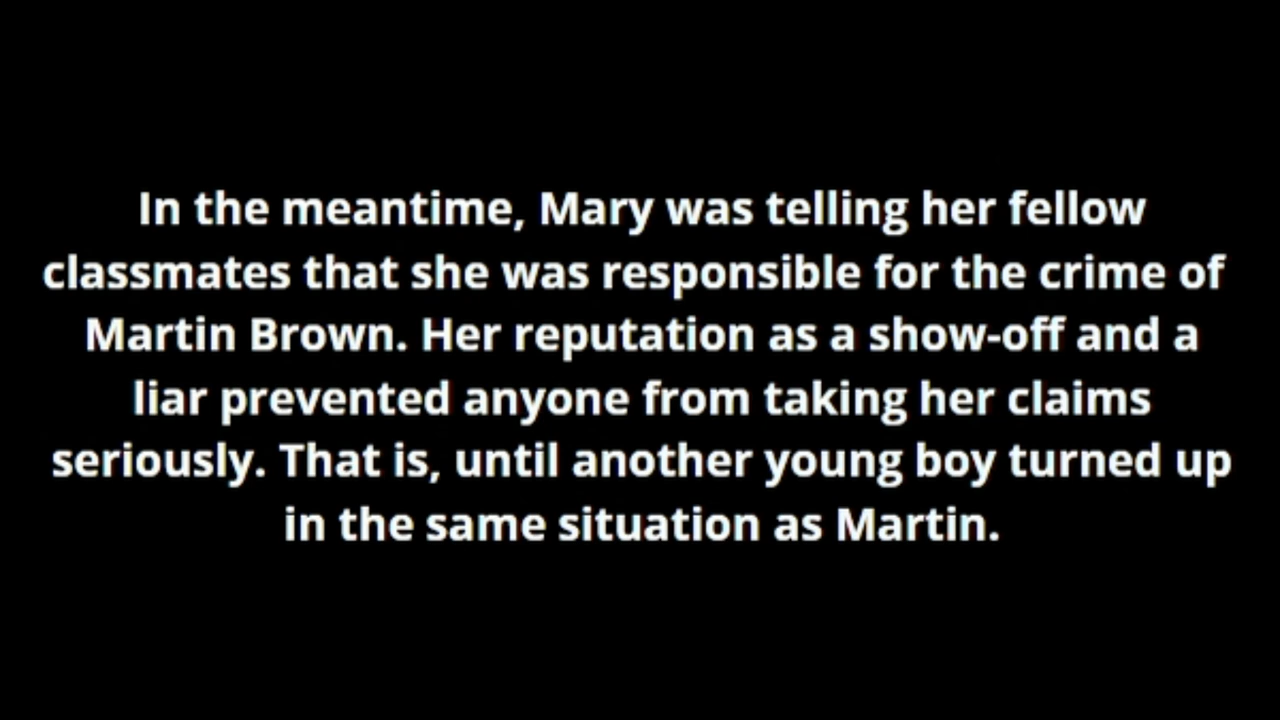 In the meantime, Mary was telling her fellow
classmates that she was responsible for the crime of
Martin Brown. Her reputation as a show-off and a
liar prevented anyone from taking her claims
seriously. That is, until another young boy turned up
in the same situation as Martin.